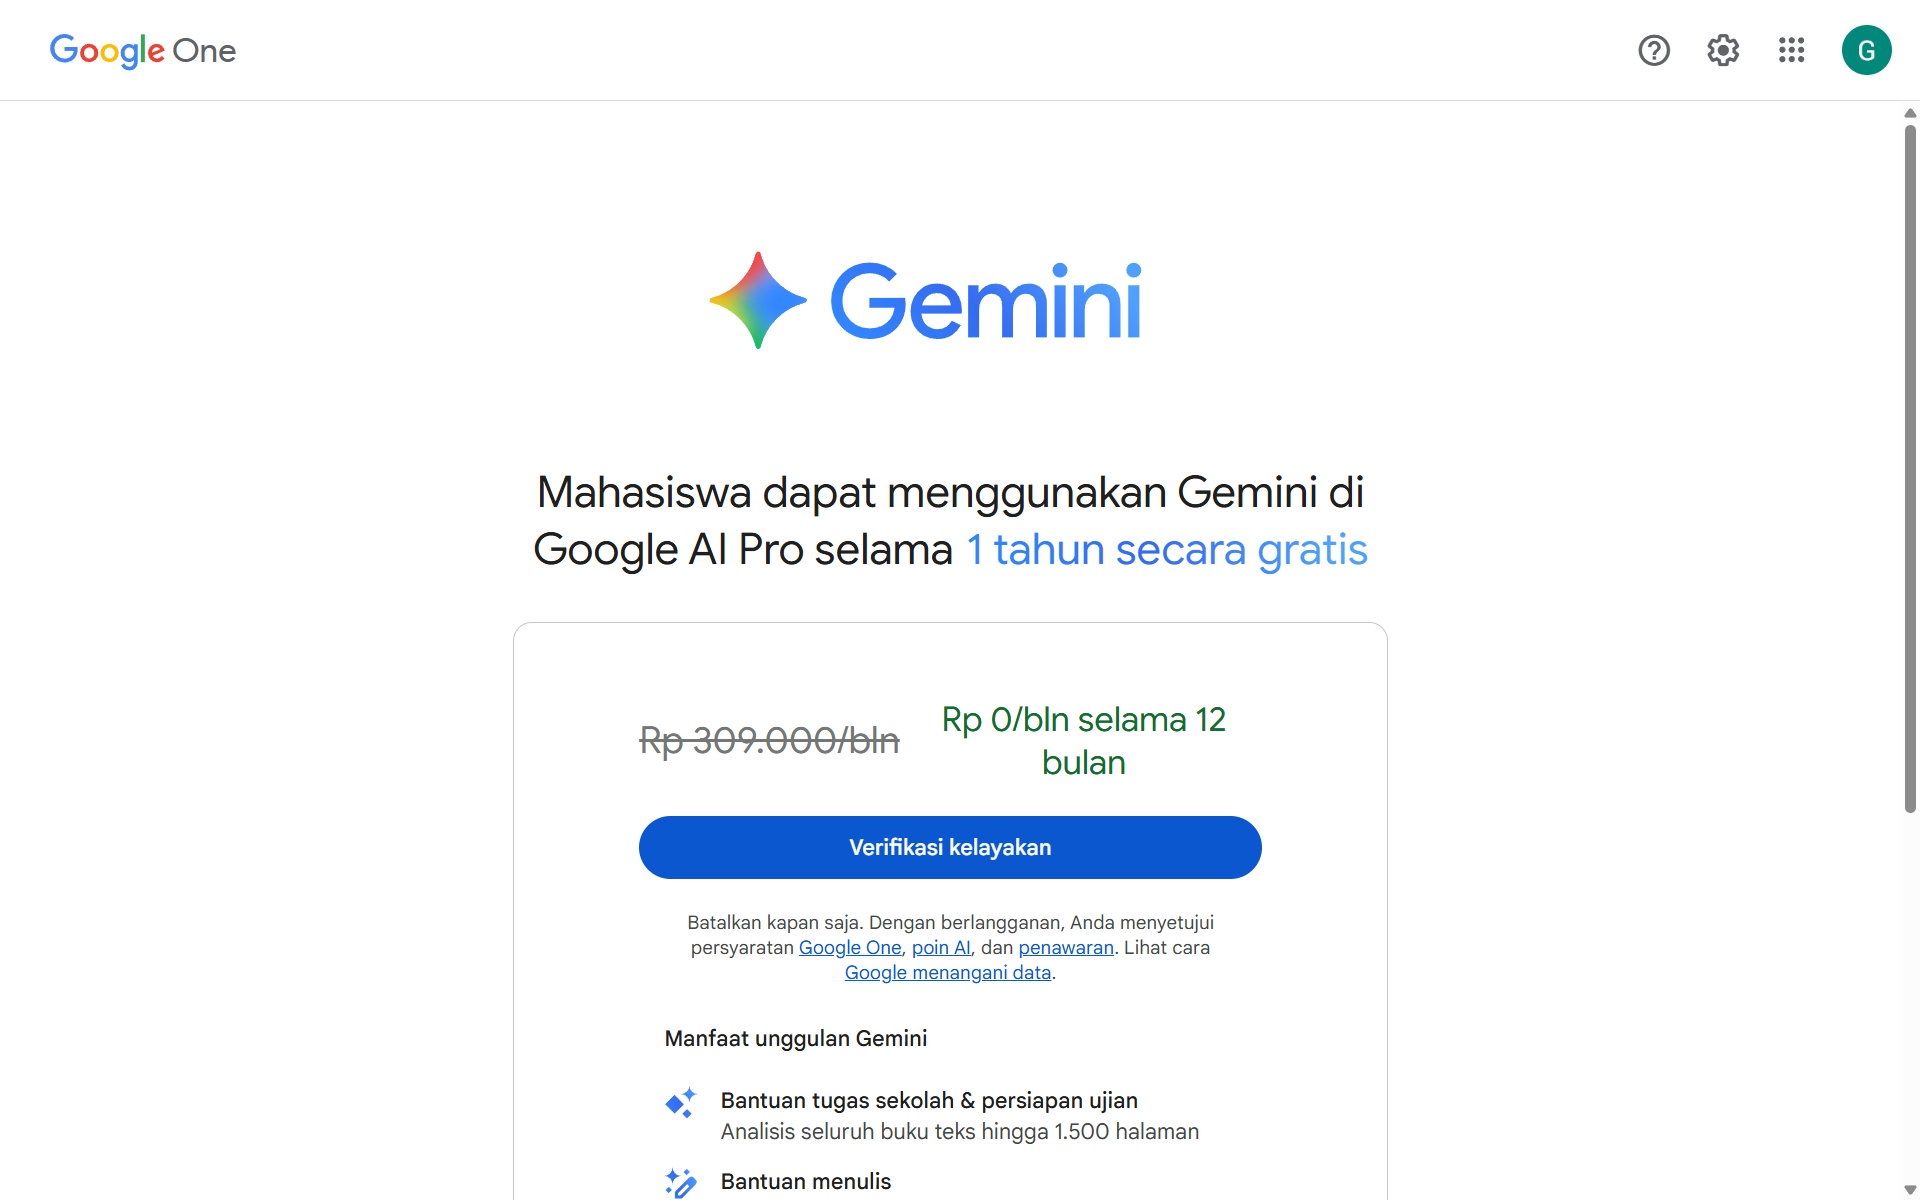 Google One
G
Gemini
Mahasiswa dapat menggunakan Gemini di
Google AI Pro selama 1 tahun secara gratis
Rp 309.000/bln
Rp 0/bln selama 12
bulan
Verifikasi kelayakan
Batalkan kapan saja. Dengan berlangganan, Anda menyetujui
persyaratan Google One, poin AI, dan penawaran. Lihat cara
Google menangani data.
Manfaat unggulan Gemini
Bantuan tugas sekolah & persiapan ujian
Analisis seluruh buku teks hingga 1.500 halaman
Bantuan menulis